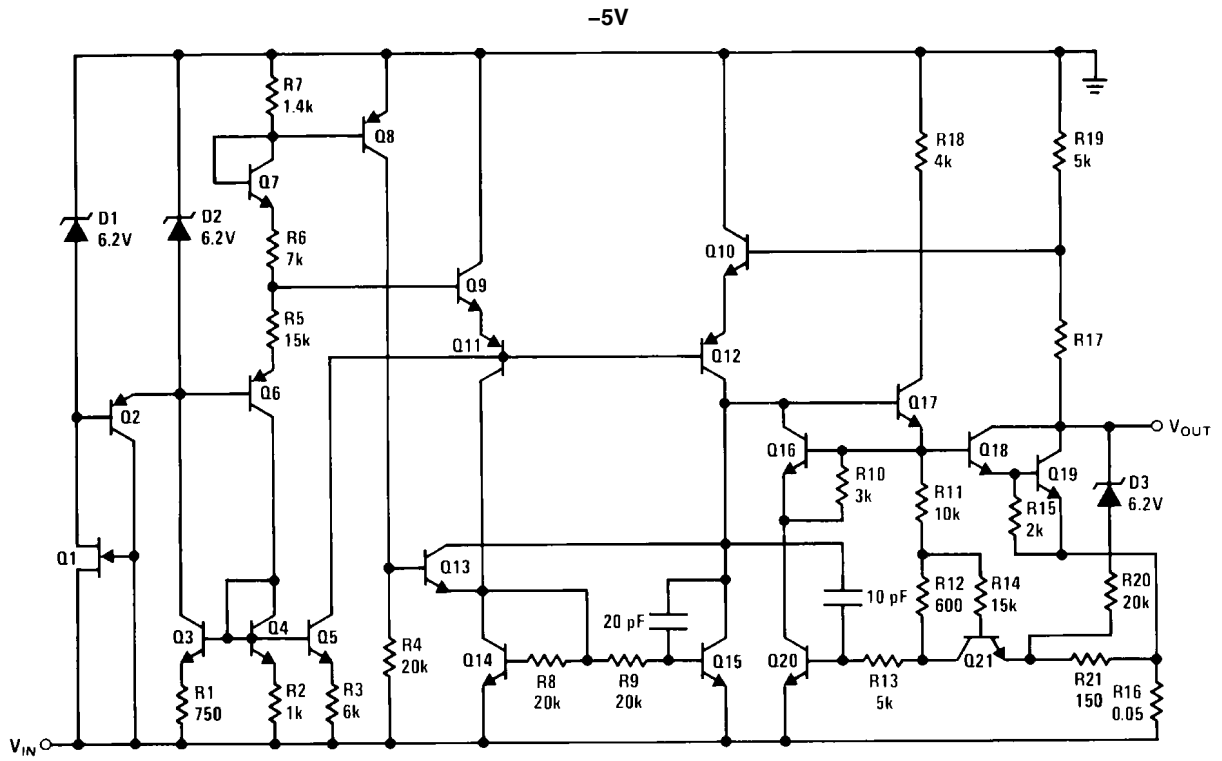 –5V
R7
1.4k
Q8
R18
4k
R19
5k
Q7
D1
6.2V
D2
6.2V
R6
7k
Q10
Q9
R5
15k
R17
Q11
Q12
Q6
Q2
Q17
VOUT
Q16
Q18
R10
3k
Q19
D3
6.2V
R11
10k
R15
2k
Q1
Q13
R12
600
R14
15k
R20
20k
20 pF
10 pF
Q3
Q4
Q5
R4
20k
Q14
Q15
Q20
Q21
R8
20k
R9
20k
R13
5k
R21
150
R16
0.05
R1
750
R2
1k
R3
6k
VIN